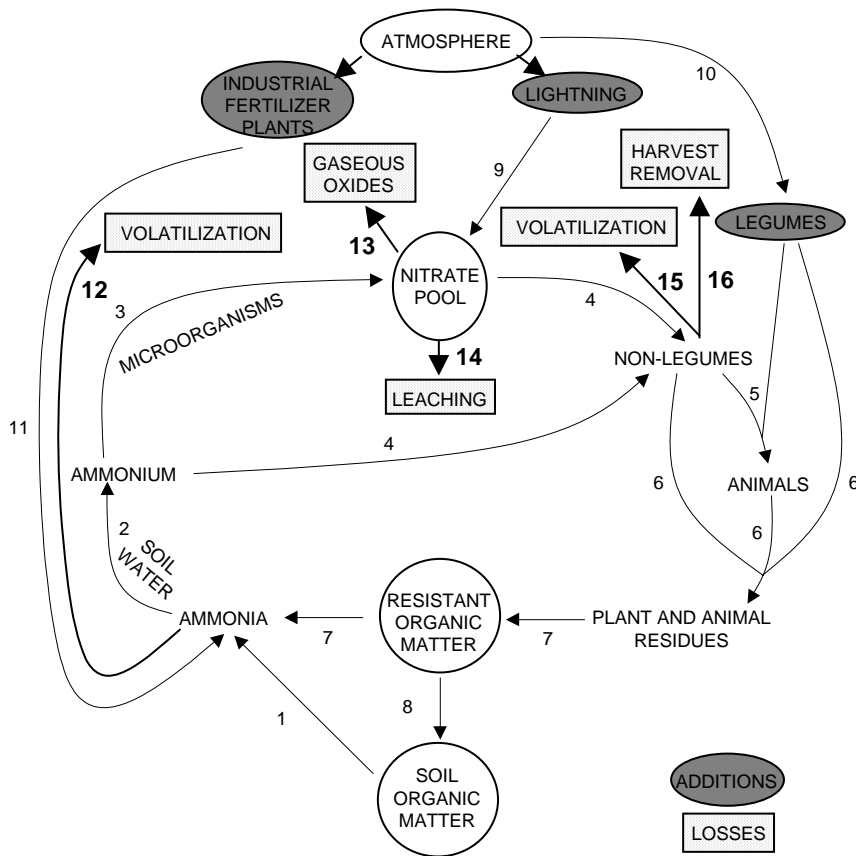 ATMOSPHERE
10
INDUSTRIAL
FERTILIZER
PLANTS
LIGHTNING
GASEOUS
OXIDES
9
HARVEST
REMOVAL
VOLATILIZATION
VOLATILIZATION
LEGUMES
13
12
NITRATE
POOL
15
16
3
4
MICROORGANISMS
14
NON-LEGUMES
LEACHING
5
11
4
AMMONIUM
6
ANIMALS
6
2
SOIL
WATER
6
AMMONIA
RESISTANT
ORGANIC
MATTER
PLANT AND ANIMAL
RESIDUES
7
7
8
1
SOIL
ORGANIC
MATTER
ADDITIONS
LOSSES